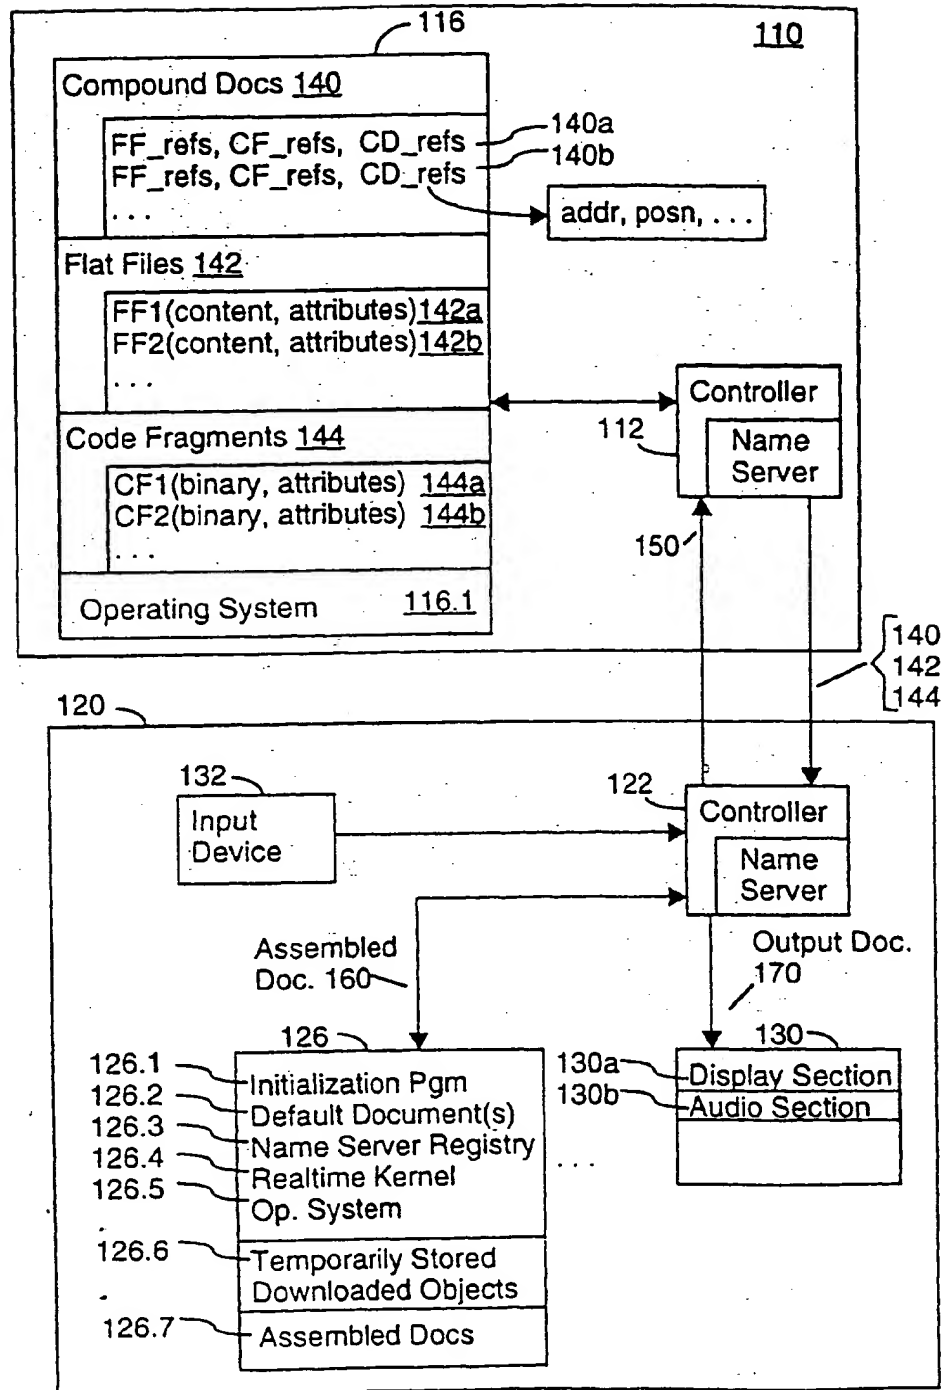 116
110
Compound Docs 140
FF_refs, CF_refs, CD_refs
140a
FF_refs, CF_refs, CD_refs
140b
. . .
addr, posn, . . .
Flat Files 142
FF1(content, attributes) 142a
FF2(content, attributes) 142b
. . .
Controller
Name
Server
112
Code Fragments 144
CF1(binary, attributes) 144a
CF2(binary, attributes) 144b
. . .
150
Operating System 116.1
140
142
144
120
132
Input
Device
122
Controller
Name
Server
Assembled
Doc. 160
Output Doc.
170
126
130
126.1
Initialization Pgm
126.2
Default Document(s)
126.3
Name Server Registry
126.4
Realtime Kernel
126.5
Op. System
126.6
Temporarily Stored
Downloaded Objects
126.7
Assembled Docs
. . .
130a
Display Section
130b
Audio Section